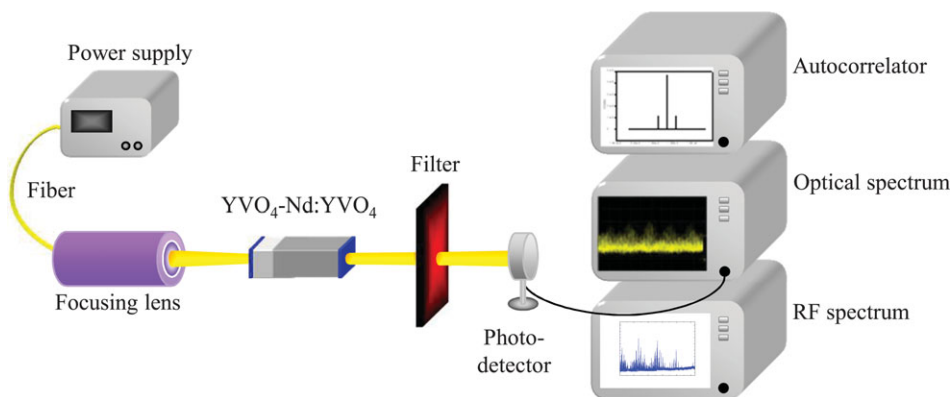 Power supply
Fiber
Focusing lens
YVO₄-Nd:YVO₄
Filter
Photo-
detector
Autocorrelator
Optical spectrum
RF spectrum